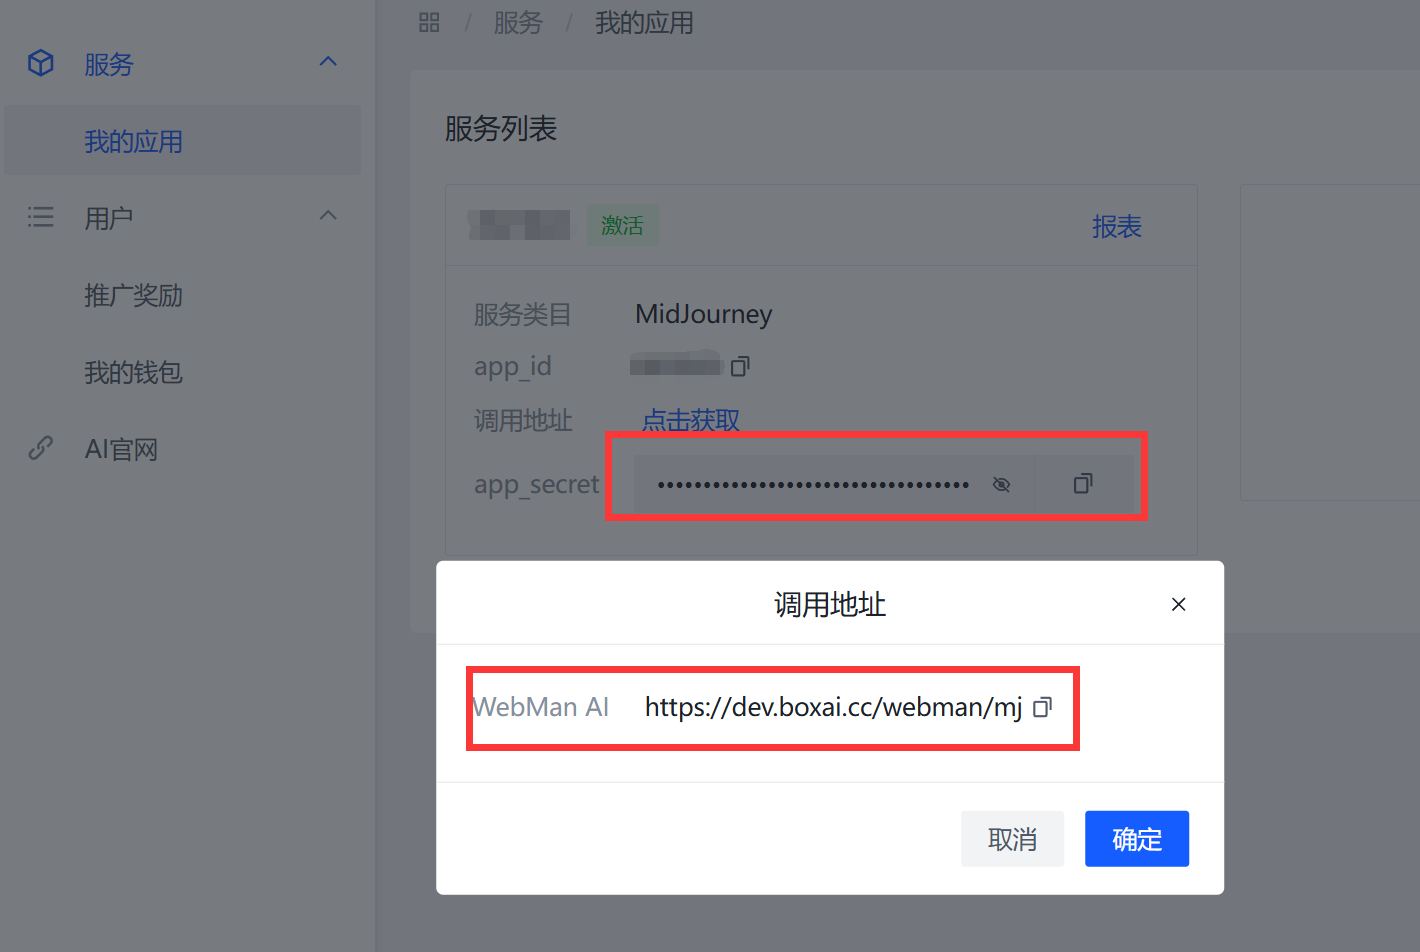 服务 / 我的应用
服务
我的应用
用户
推广奖励
我的钱包
AI官网
服务列表
激活
报表
服务类目 MidJourney
app_id
调用地址 点击获取
app_secret ••••••••••••••••••••••••••••••••••
调用地址
WebMan AI https://dev.boxai.cc/webman/mj
取消 确定